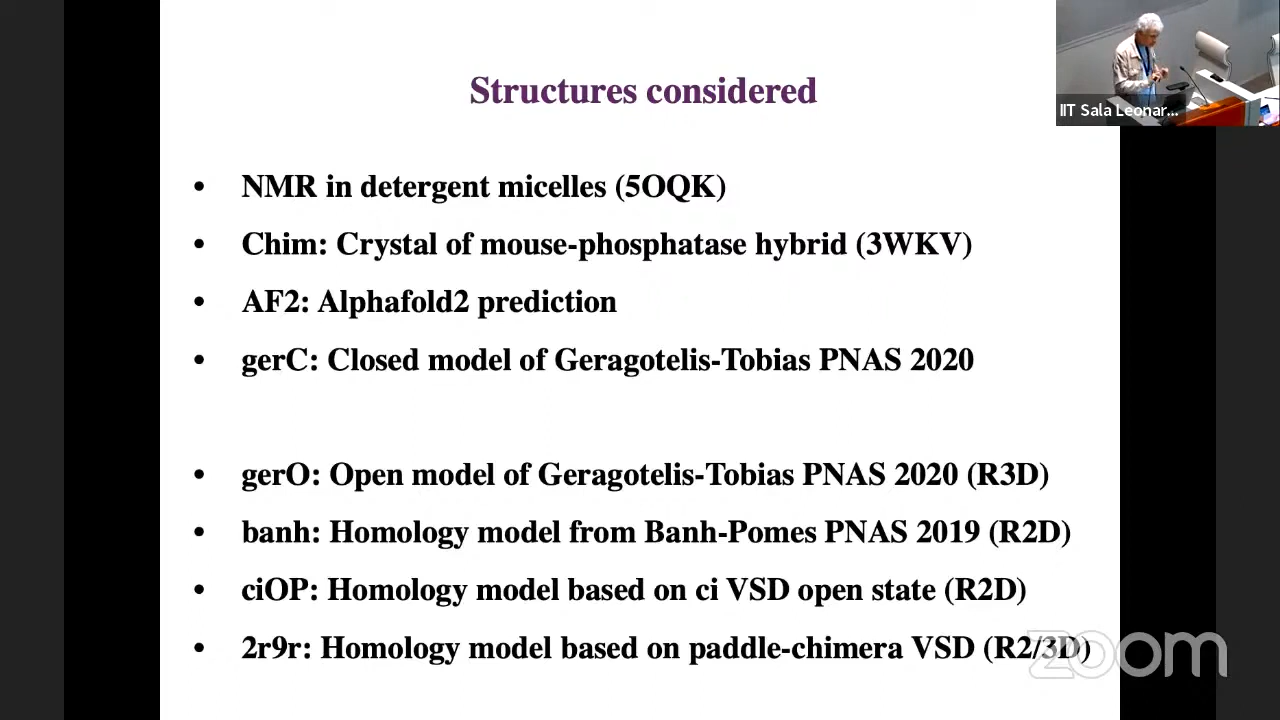 Structures considered
IIT Sala Leonar...
• NMR in detergent micelles (5OQK)
• Chim: Crystal of mouse-phosphatase hybrid (3WKV)
• AF2: Alphafold2 prediction
• gerC: Closed model of Geragotelis-Tobias PNAS 2020
• gerO: Open model of Geragotelis-Tobias PNAS 2020 (R3D)
• banh: Homology model from Banh-Pomes PNAS 2019 (R2D)
• ciOP: Homology model based on ci VSD open state (R2D)
• 2r9r: Homology model based on paddle-chimera VSD (R2/3D)
zoom